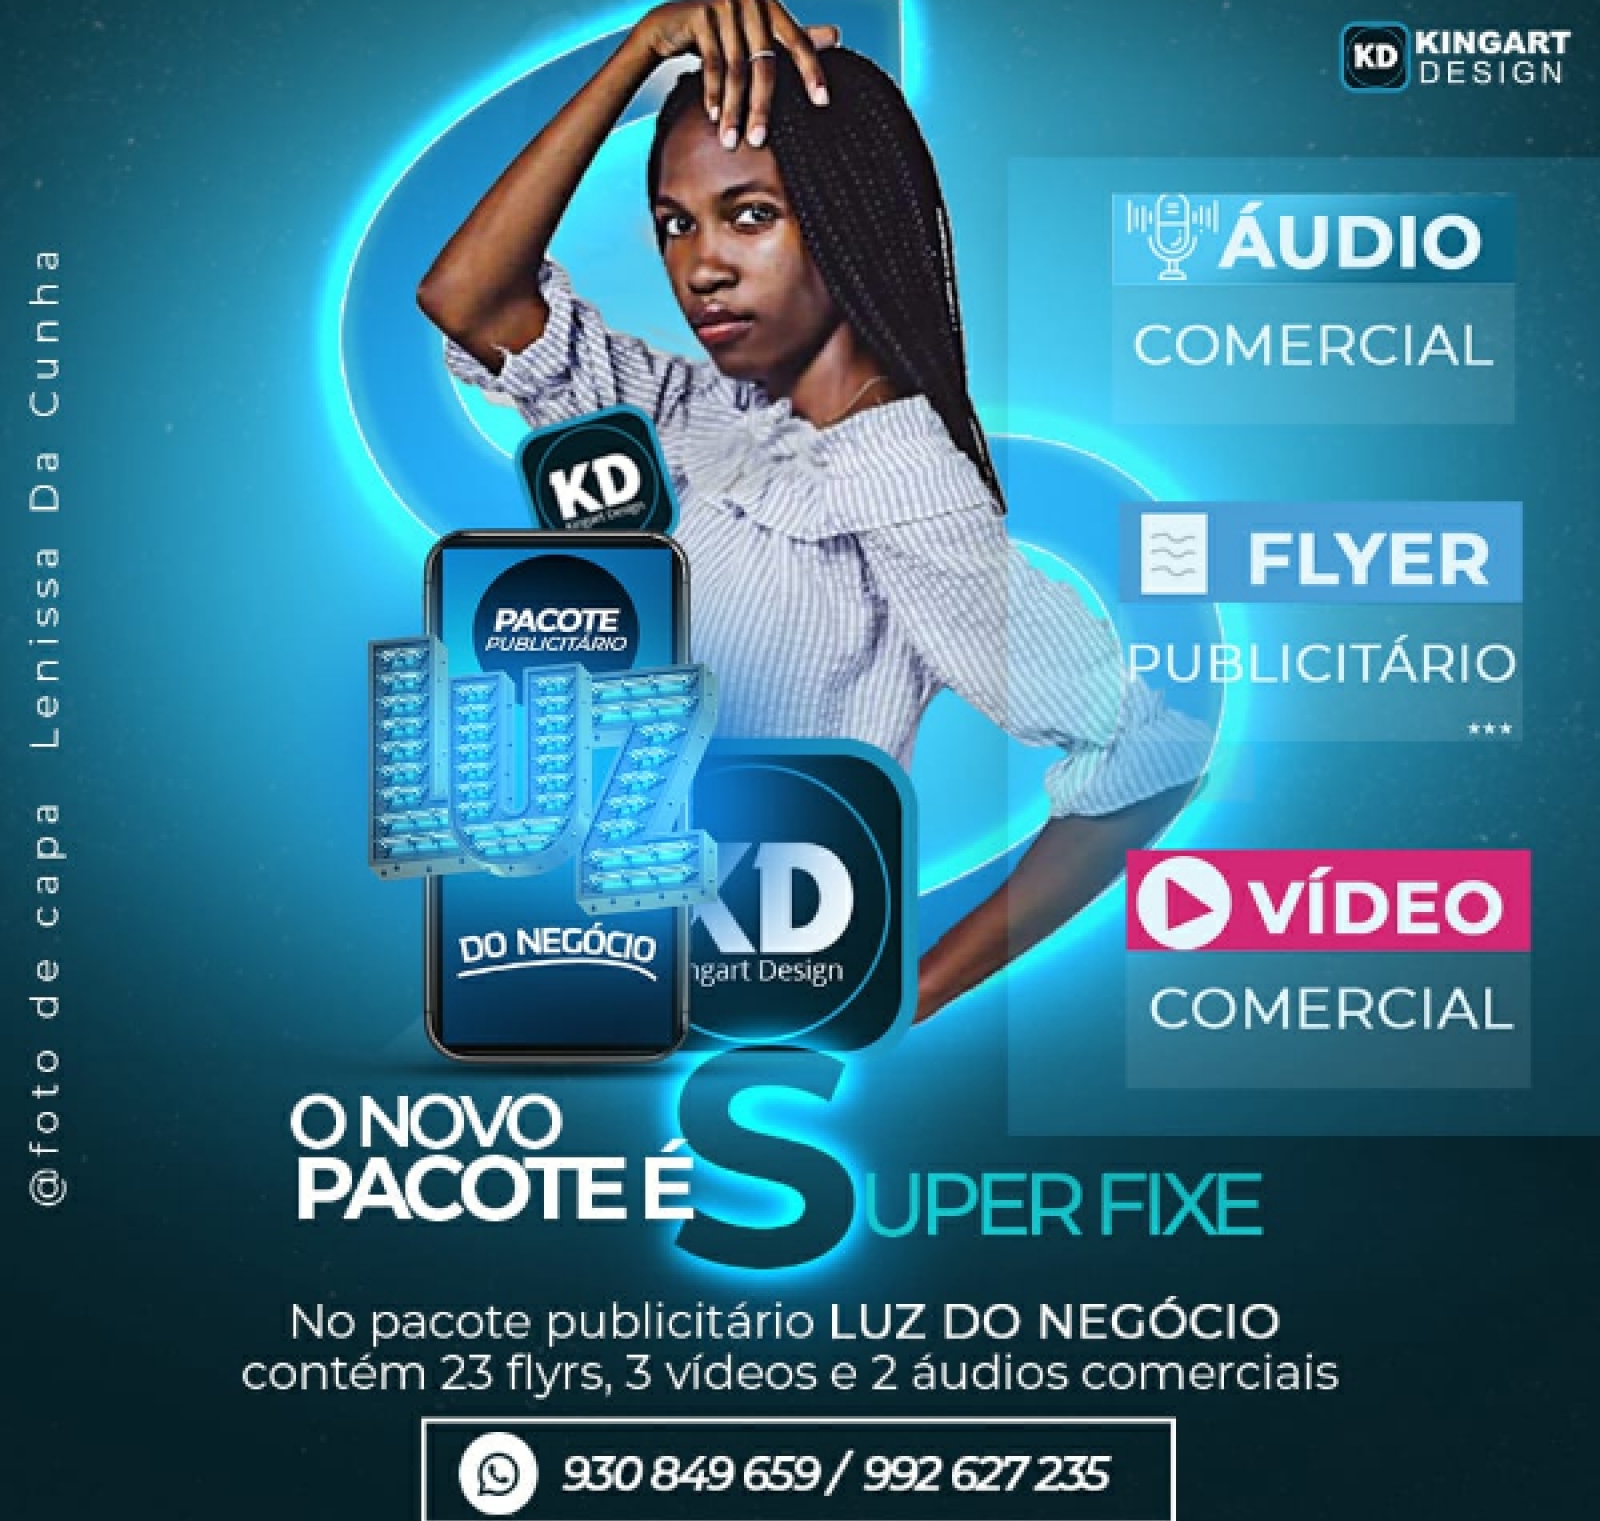 KD KINGART
DESIGN
@foto de capa Lenissa Da Cunha
ÁUDIO
COMERCIAL
FLYER
PUBLICITÁRIO
***
VÍDEO
COMERCIAL
KD
Kingart Design
PACOTE
PUBLICITÁRIO
LUZ
DO NEGÓCIO
KD
ngart Design
O NOVO
PACOTE É SUPER FIXE
No pacote publicitário LUZ DO NEGÓCIO
contém 23 flyrs, 3 vídeos e 2 áudios comerciais
930 849 659 / 992 627 235